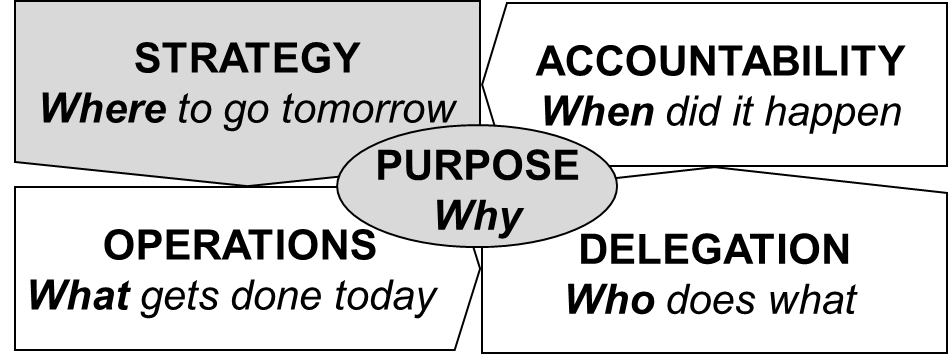 STRATEGY
Where to go tomorrow
ACCOUNTABILITY
When did it happen
PURPOSE
Why
OPERATIONS
What gets done today
DELEGATION
Who does what